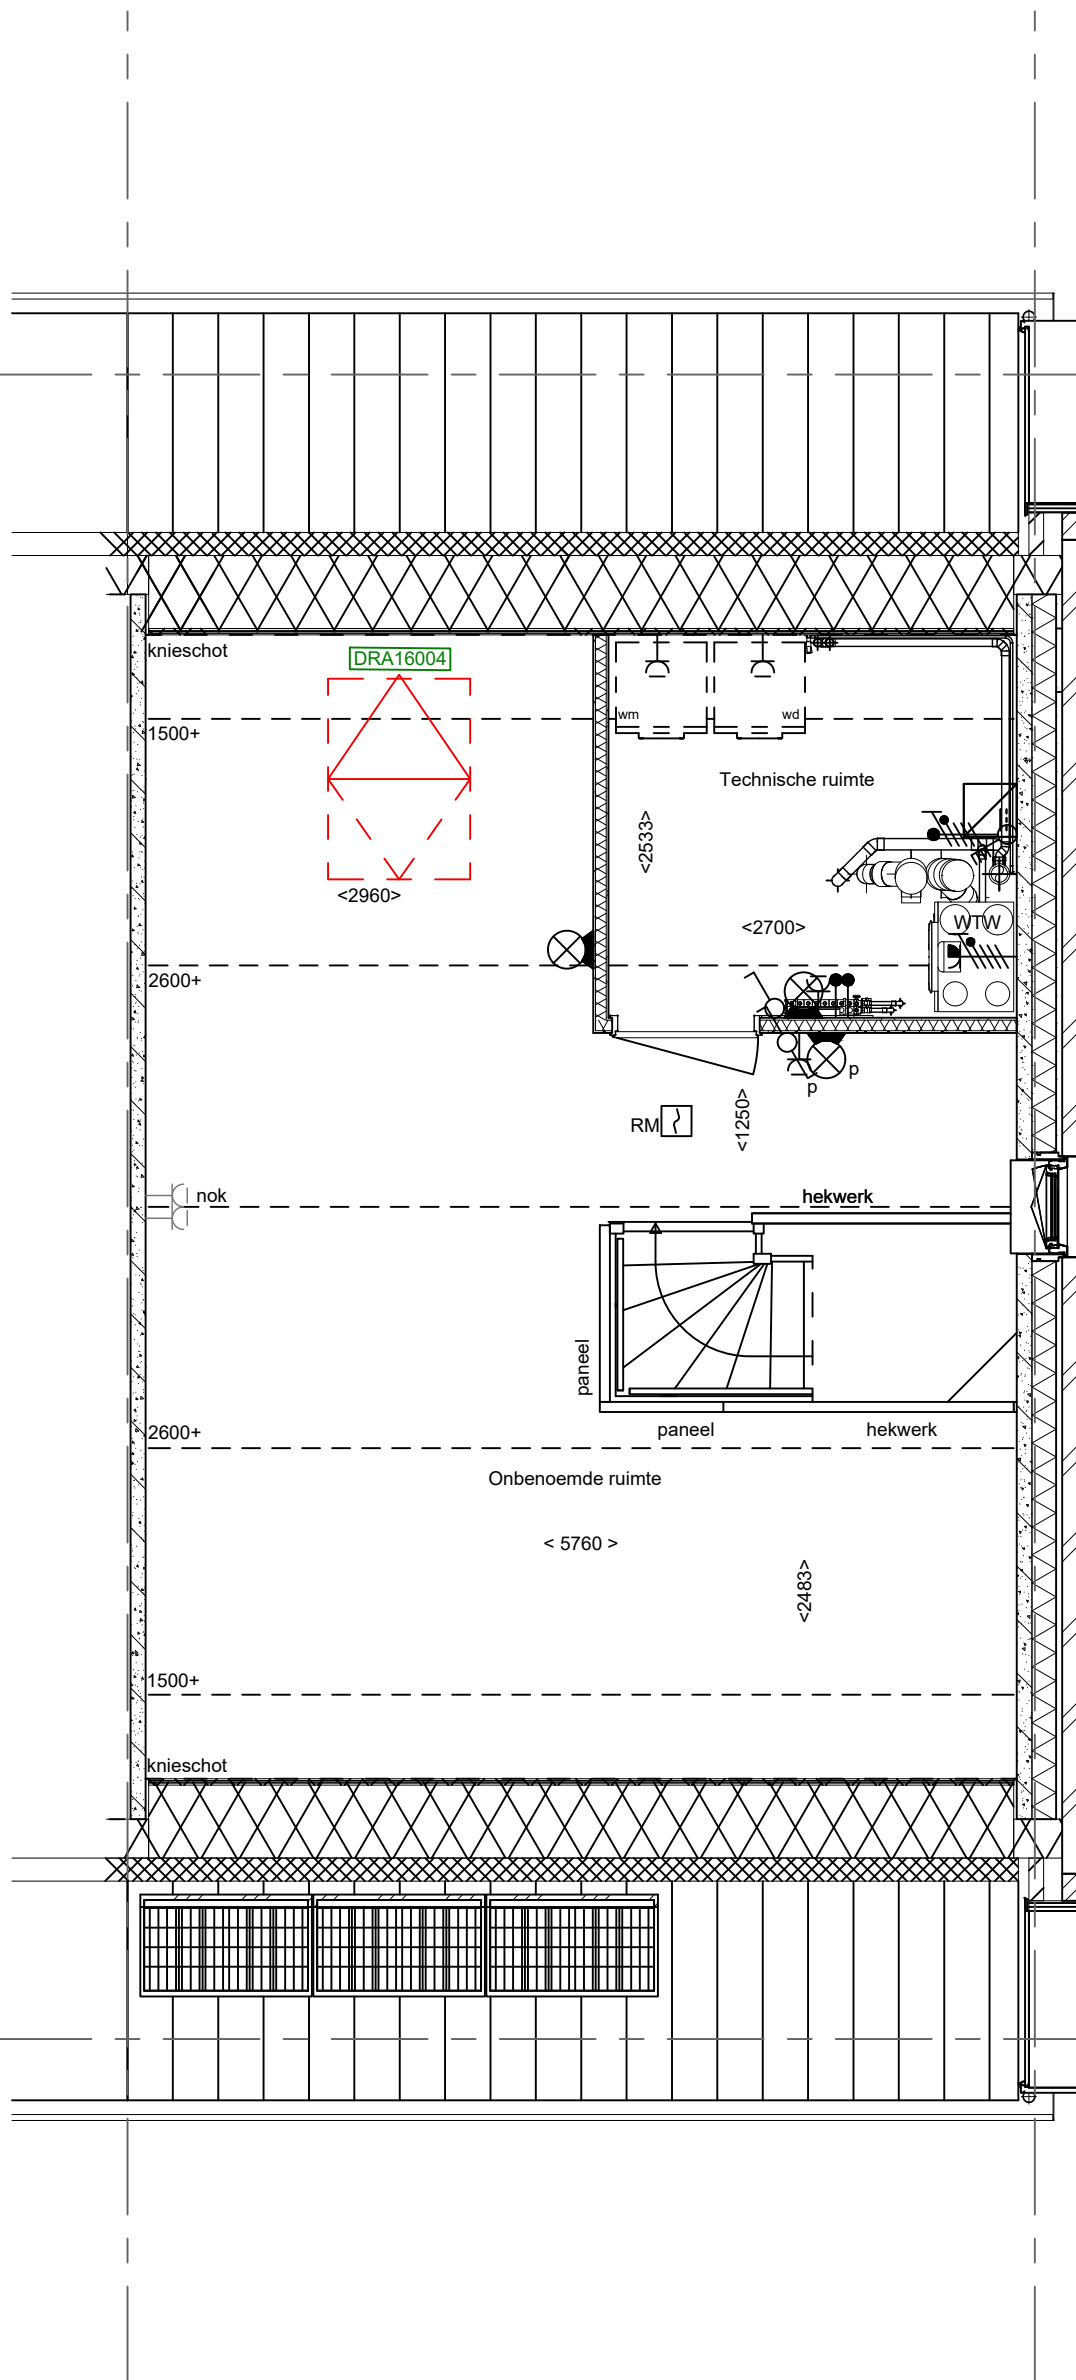 knieschot
DRA16004
1500+
wm
wd
Technische ruimte
<2533>
<2960>
<2700>
WTW
2600+
p
p
RM
<1250>
nok
hekwerk
paneel
paneel
hekwerk
2600+
Onbenoemde ruimte
< 5760 >
<2483>
1500+
knieschot